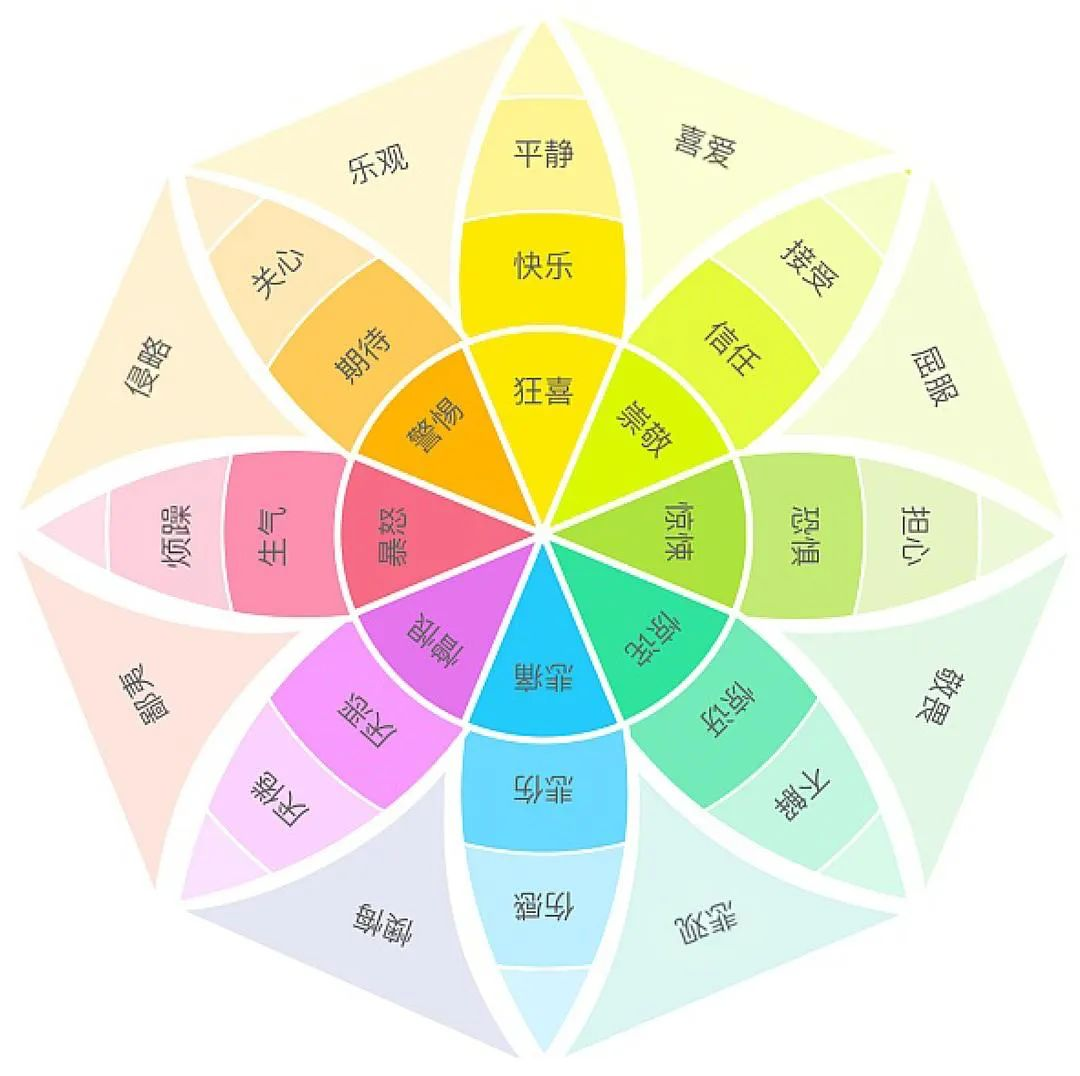 平静
快乐
狂喜
喜爱
接受
信任
崇敬
屈服
担心
恐惧
惊悚
敬畏
不解
惊讶
惊诧
悲观
伤感
悲伤
悲痛
懊悔
厌倦
厌恶
憎恨
鄙夷
烦躁
生气
暴怒
侵略
关心
期待
警惕
乐观